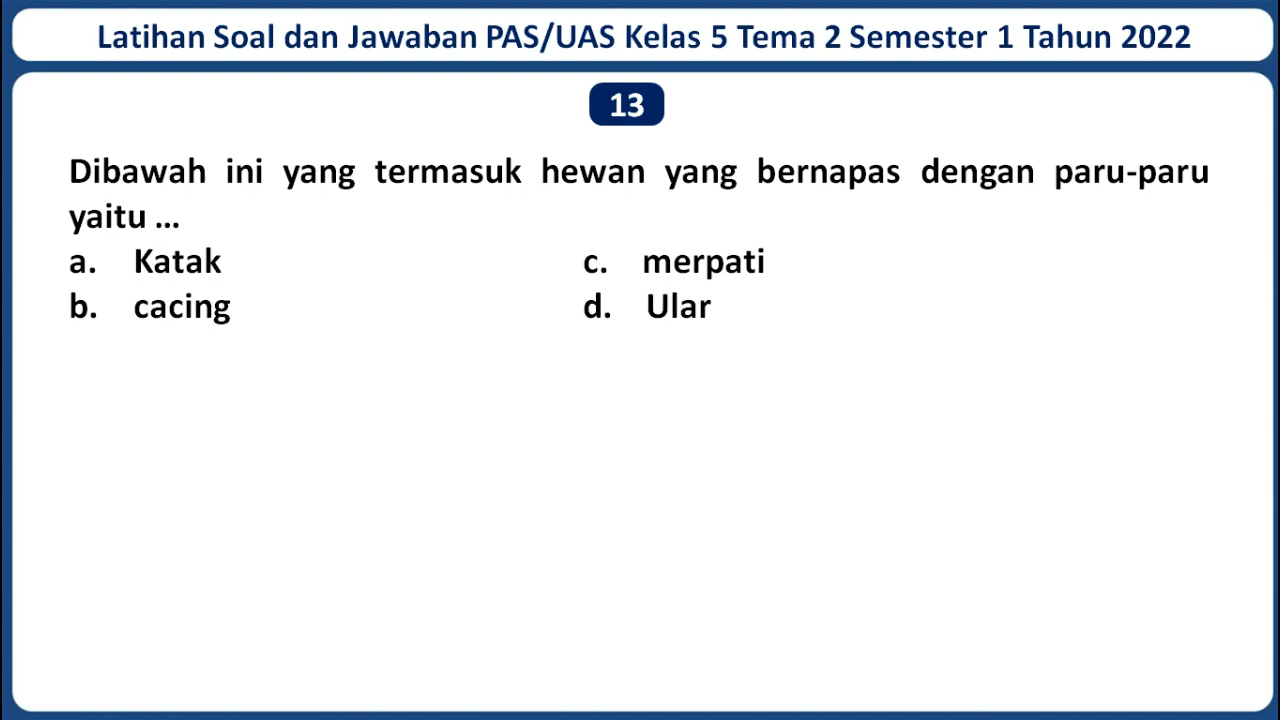 Latihan Soal dan Jawaban PAS/UAS Kelas 5 Tema 2 Semester 1 Tahun 2022
13
Dibawah ini yang termasuk hewan yang bernapas dengan paru-paru
yaitu ...
a. Katak
b. cacing
c. merpati
d. Ular